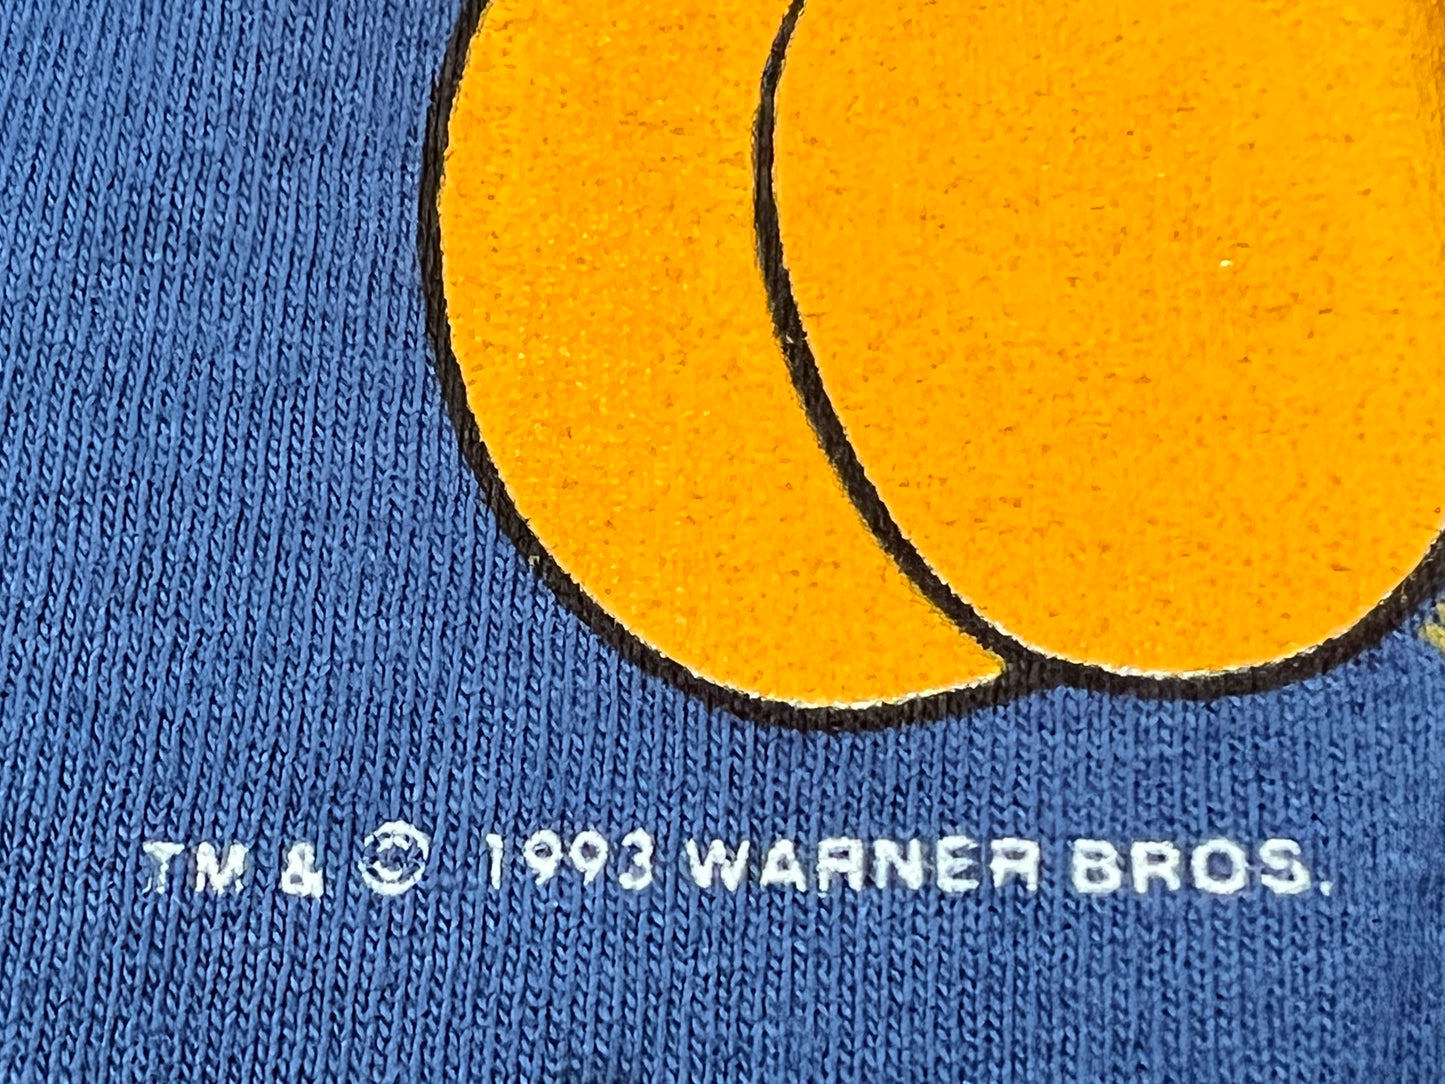 TM & © 1993 WARNER BROS.